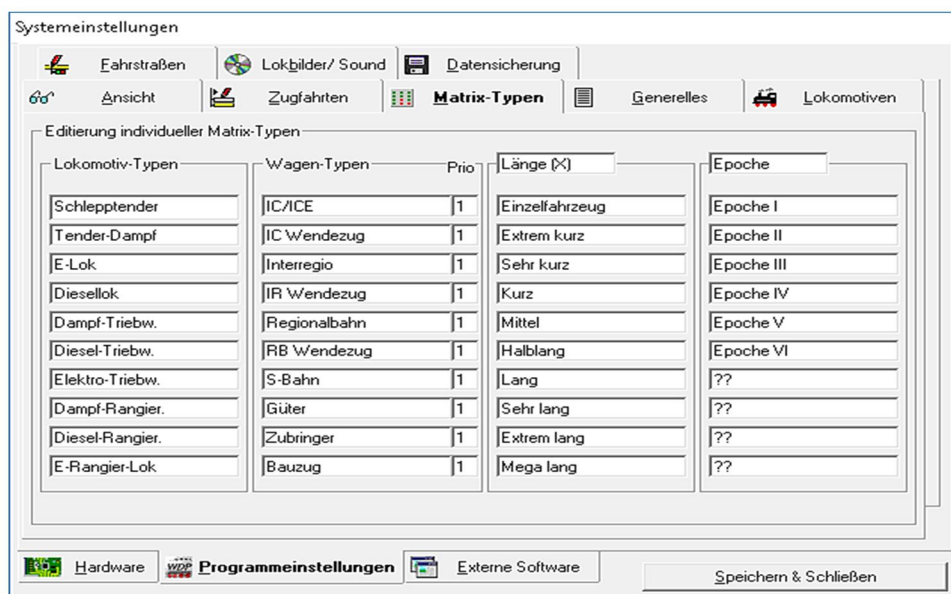 Systemeinstellungen
Fahrstraßen Lokbilder/ Sound Datensicherung
Ansicht Zugfahrten Matrix-Typen Generelles Lokomotiven
Editierung individueller Matrix-Typen
Lokomotiv-Typen Wagen-Typen Prio Länge (X) Epoche
Schlepptender IC/ICE 1 Einzelfahrzeug Epoche I
Tender-Dampf IC Wendezug 1 Extrem kurz Epoche II
E-Lok Interregio 1 Sehr kurz Epoche III
Diesellok IR Wendezug 1 Kurz Epoche IV
Dampf-Triebw. Regionalbahn 1 Mittel Epoche V
Diesel-Triebw. RB Wendezug 1 Halblang Epoche VI
Elektro-Triebw. S-Bahn 1 Lang ??
Dampf-Rangier. Güter 1 Sehr lang ??
Diesel-Rangier. Zubringer 1 Extrem lang ??
E-Rangier-Lok Bauzug 1 Mega lang ??
Hardware WDP Programmeinstellungen Externe Software Speichern & Schließen